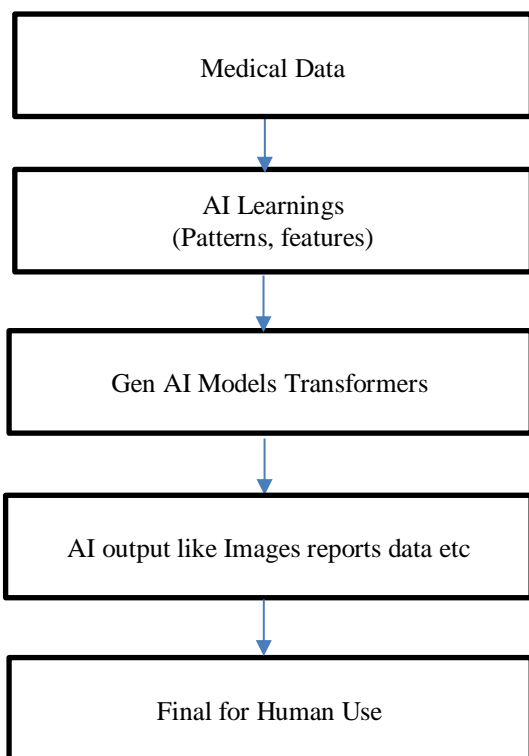 Medical Data
AI Learnings
(Patterns, features)
Gen AI Models Transformers
AI output like Images reports data etc
Final for Human Use